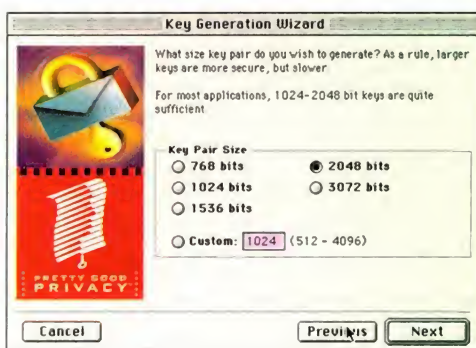 Key Generation Wizard
What size key pair do you wish to generate? As a rule, larger
keys are more secure, but slower
For most applications, 1024-2048 bit keys are quite
sufficient
Key Pair Size
768 bits
2048 bits
1024 bits
3072 bits
1536 bits
Custom: 1024 (512 - 4096)
PRETTY GOOD
PRIVACY
Cancel
Previous
Next